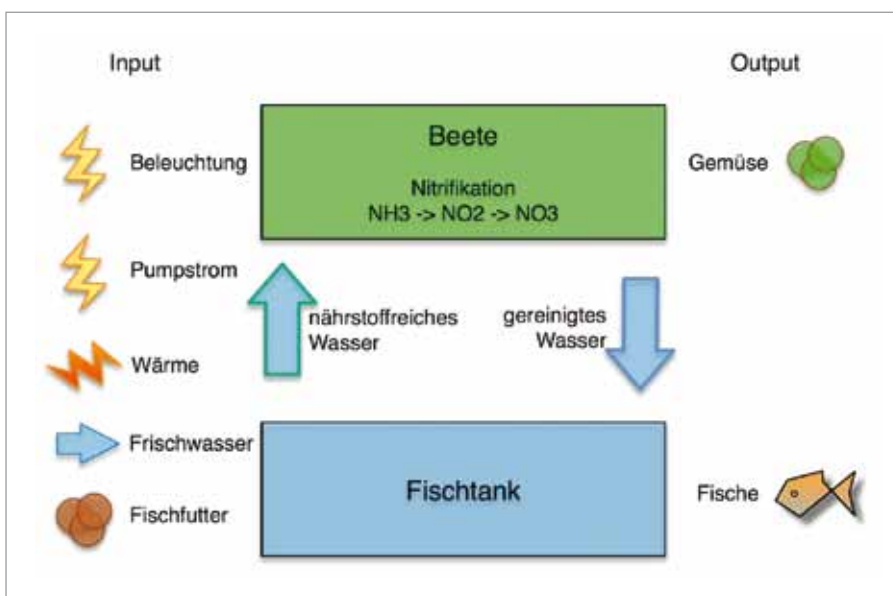 Input
Output
Beete
Nitrifikation
NH3 -> NO2 -> NO3
Beleuchtung
Pumpstrom
Wärme
Frischwasser
Fischfutter
nährstoffreiches
Wasser
gereinigtes
Wasser
Fischtank
Gemüse
Fische